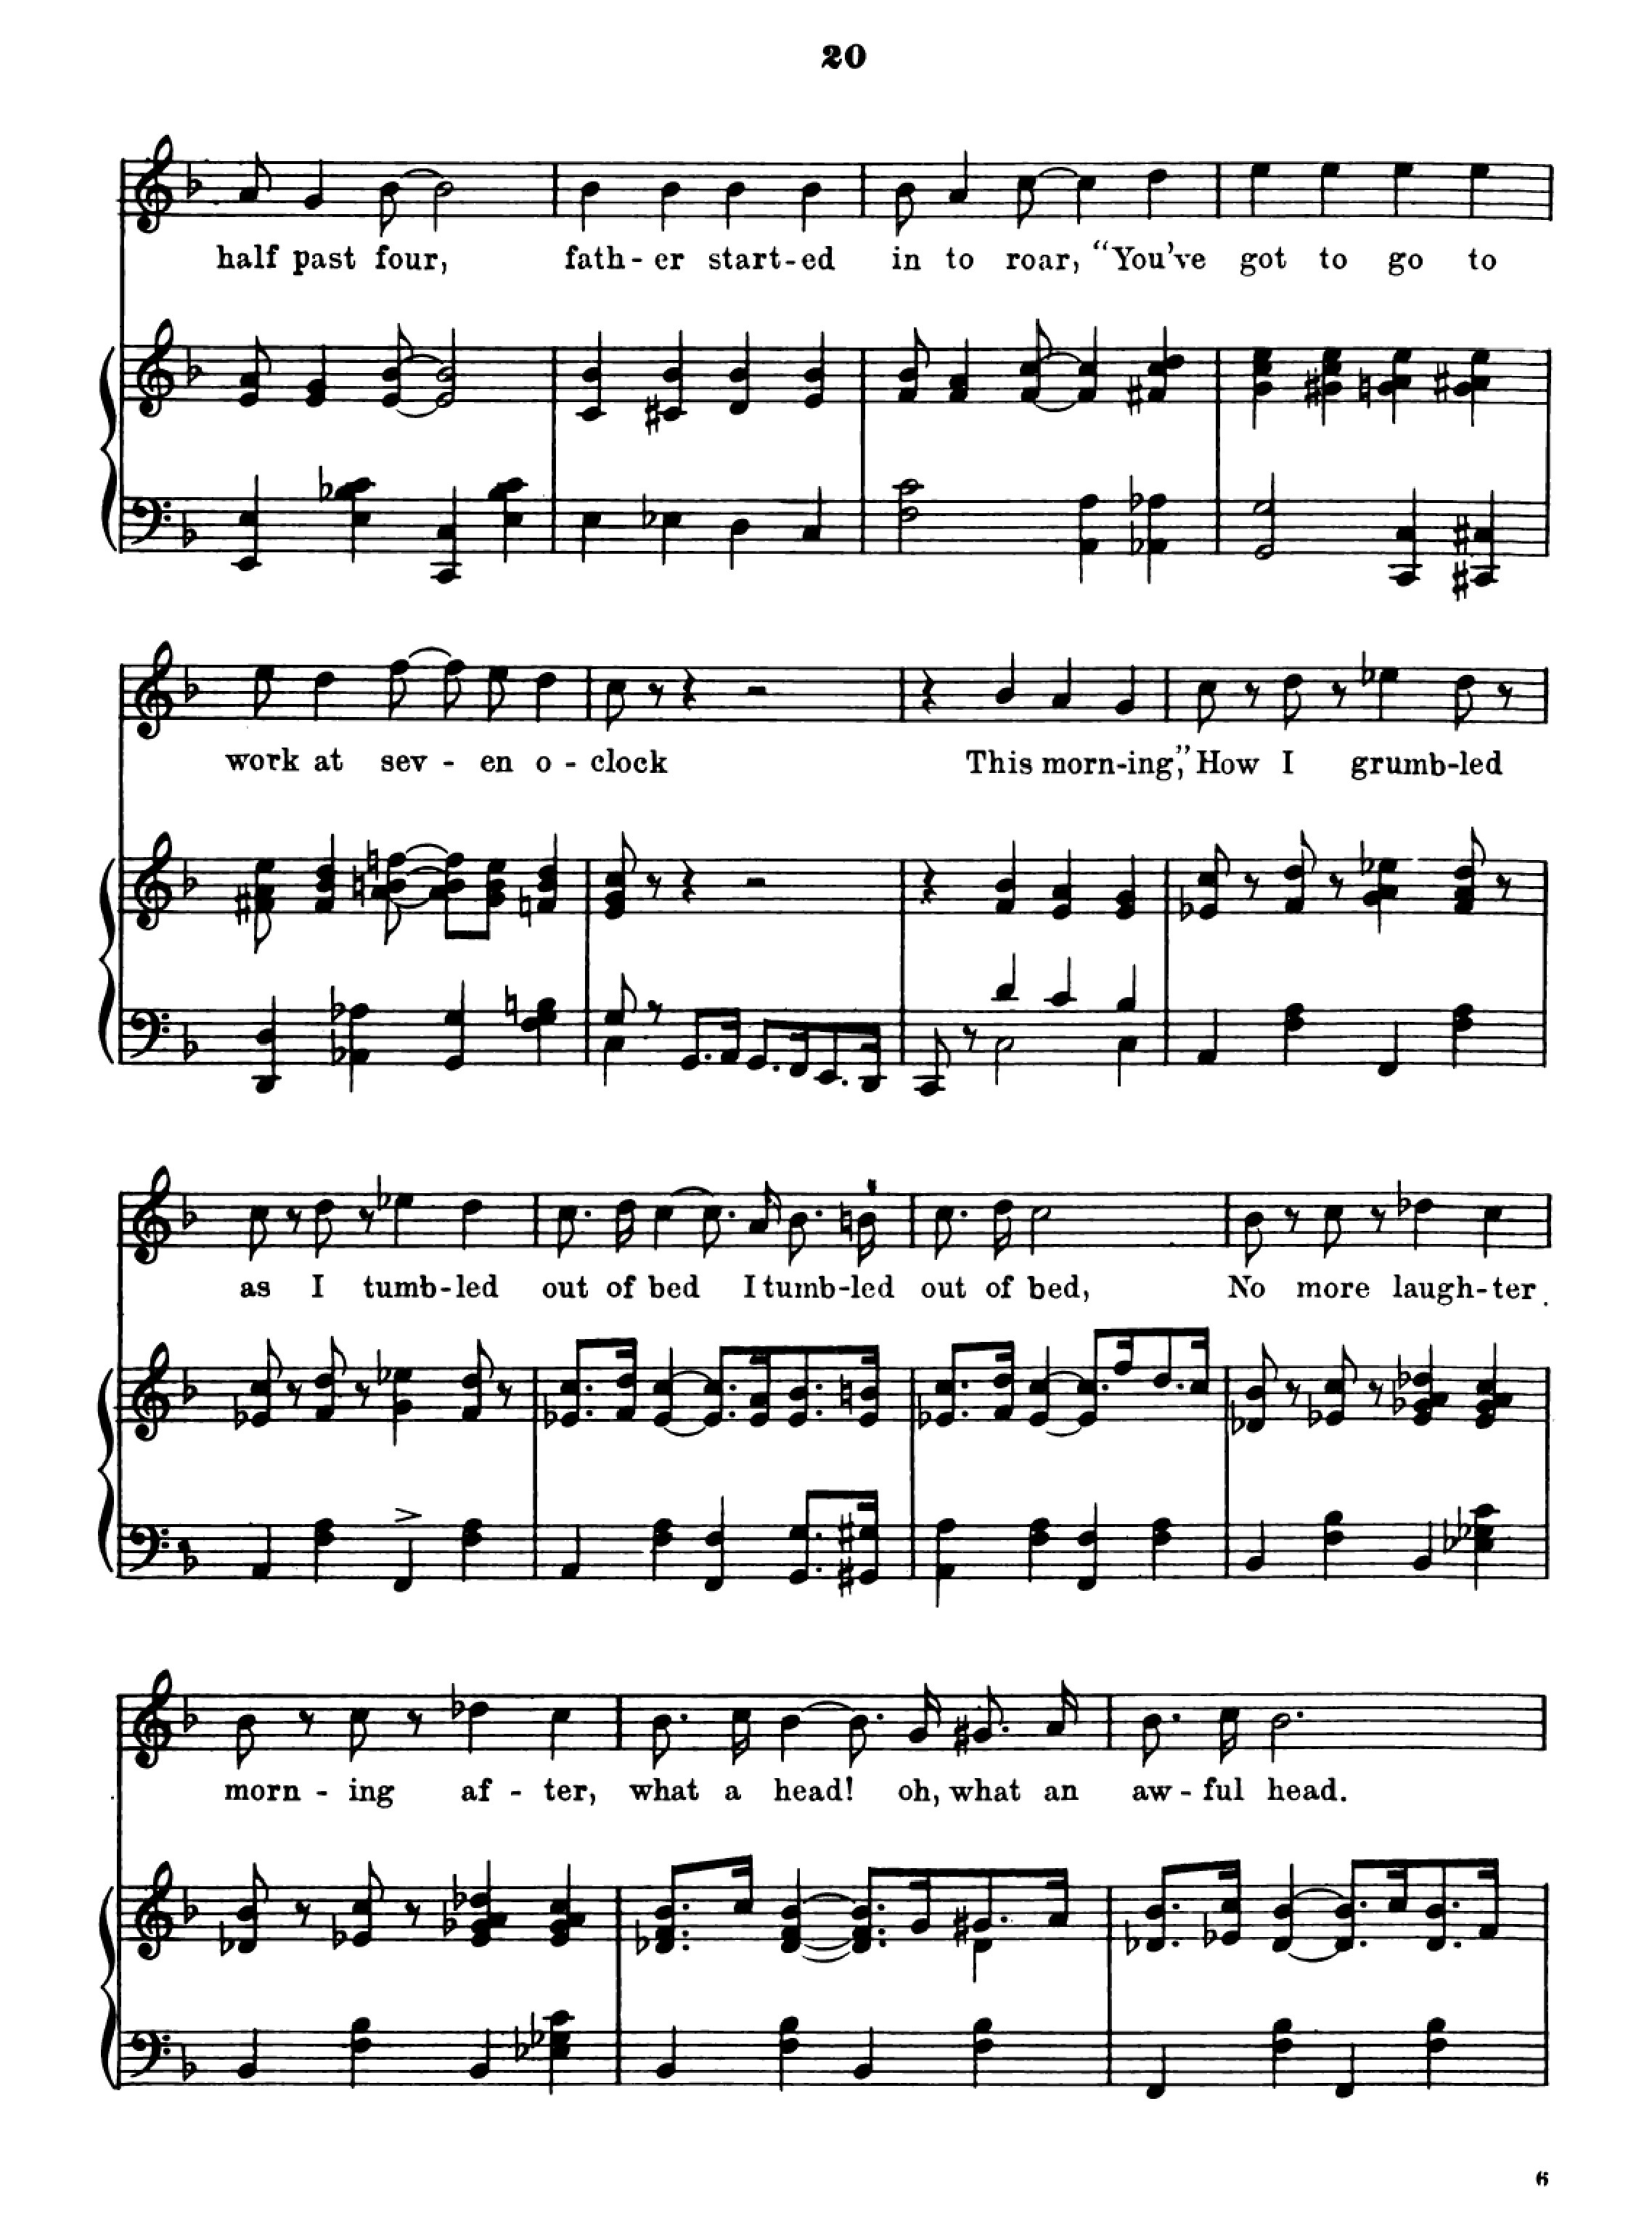 20
half past four, fath - er start - ed in to roar, “You’ve got to go to
work at sev - en o - clock This morn - ing,” How I grumb - led
as I tumb - led out of bed I tumb - led out of bed, No more laugh - ter
morn - ing af - ter, what a head! oh, what an aw - ful head.
6